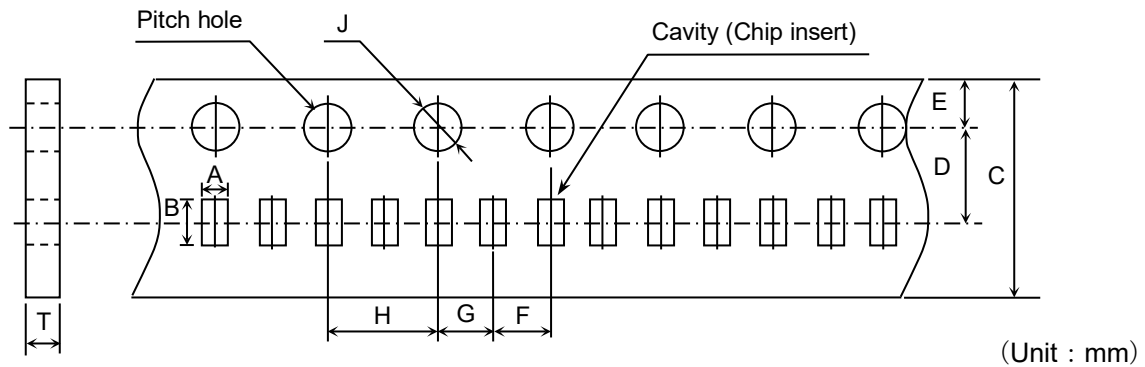 Pitch hole
J
Cavity (Chip insert)
E
A
D
C
B
H
G
F
T
(Unit : mm)